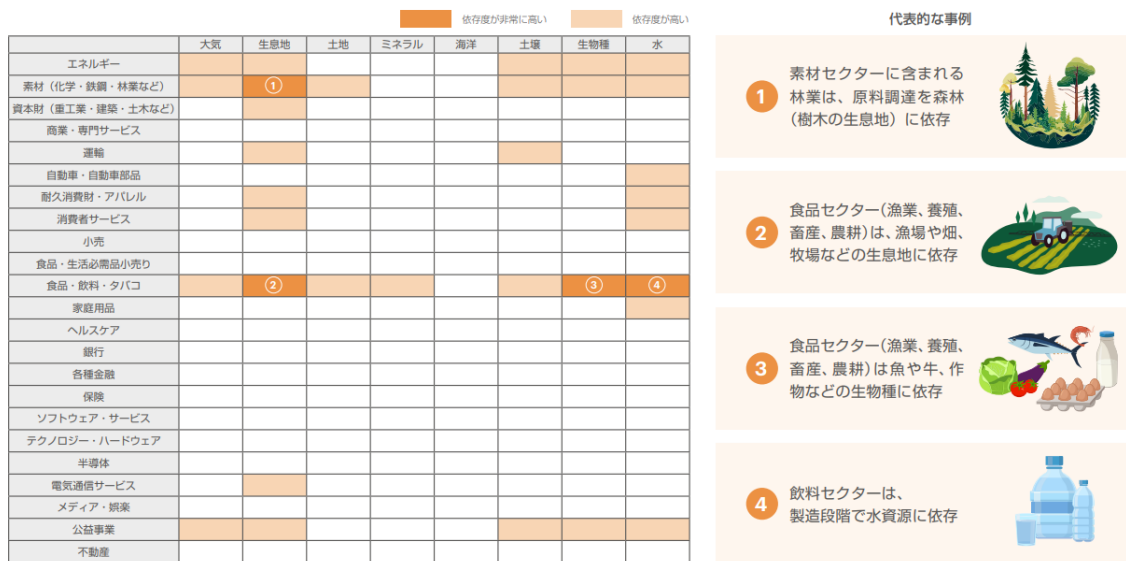 依存度が非常に高い
依存度が高い
代表的な事例
大気 生息地 土地 ミネラル 海洋 土壌 生物種 水
エネルギー
素材（化学・鉄鋼・林業など） 1
資本財（重工業・建築・土木など）
商業・専門サービス
運輸
自動車・自動車部品
耐久消費財・アパレル
消費者サービス
小売
食品・生活必需品小売り
食品・飲料・タバコ 2 3 4
家庭用品
ヘルスケア
銀行
各種金融
保険
ソフトウェア・サービス
テクノロジー・ハードウェア
半導体
電気通信サービス
メディア・娯楽
公益事業
不動産
1
素材セクターに含まれる
林業は、原料調達を森林
（樹木の生息地）に依存
2
食品セクター(漁業、養殖、
畜産、農耕)は、漁場や畑、
牧場などの生息地に依存
3
食品セクター(漁業、養殖、
畜産、農耕)は魚や牛、作
物などの生物種に依存
4
飲料セクターは、
製造段階で水資源に依存